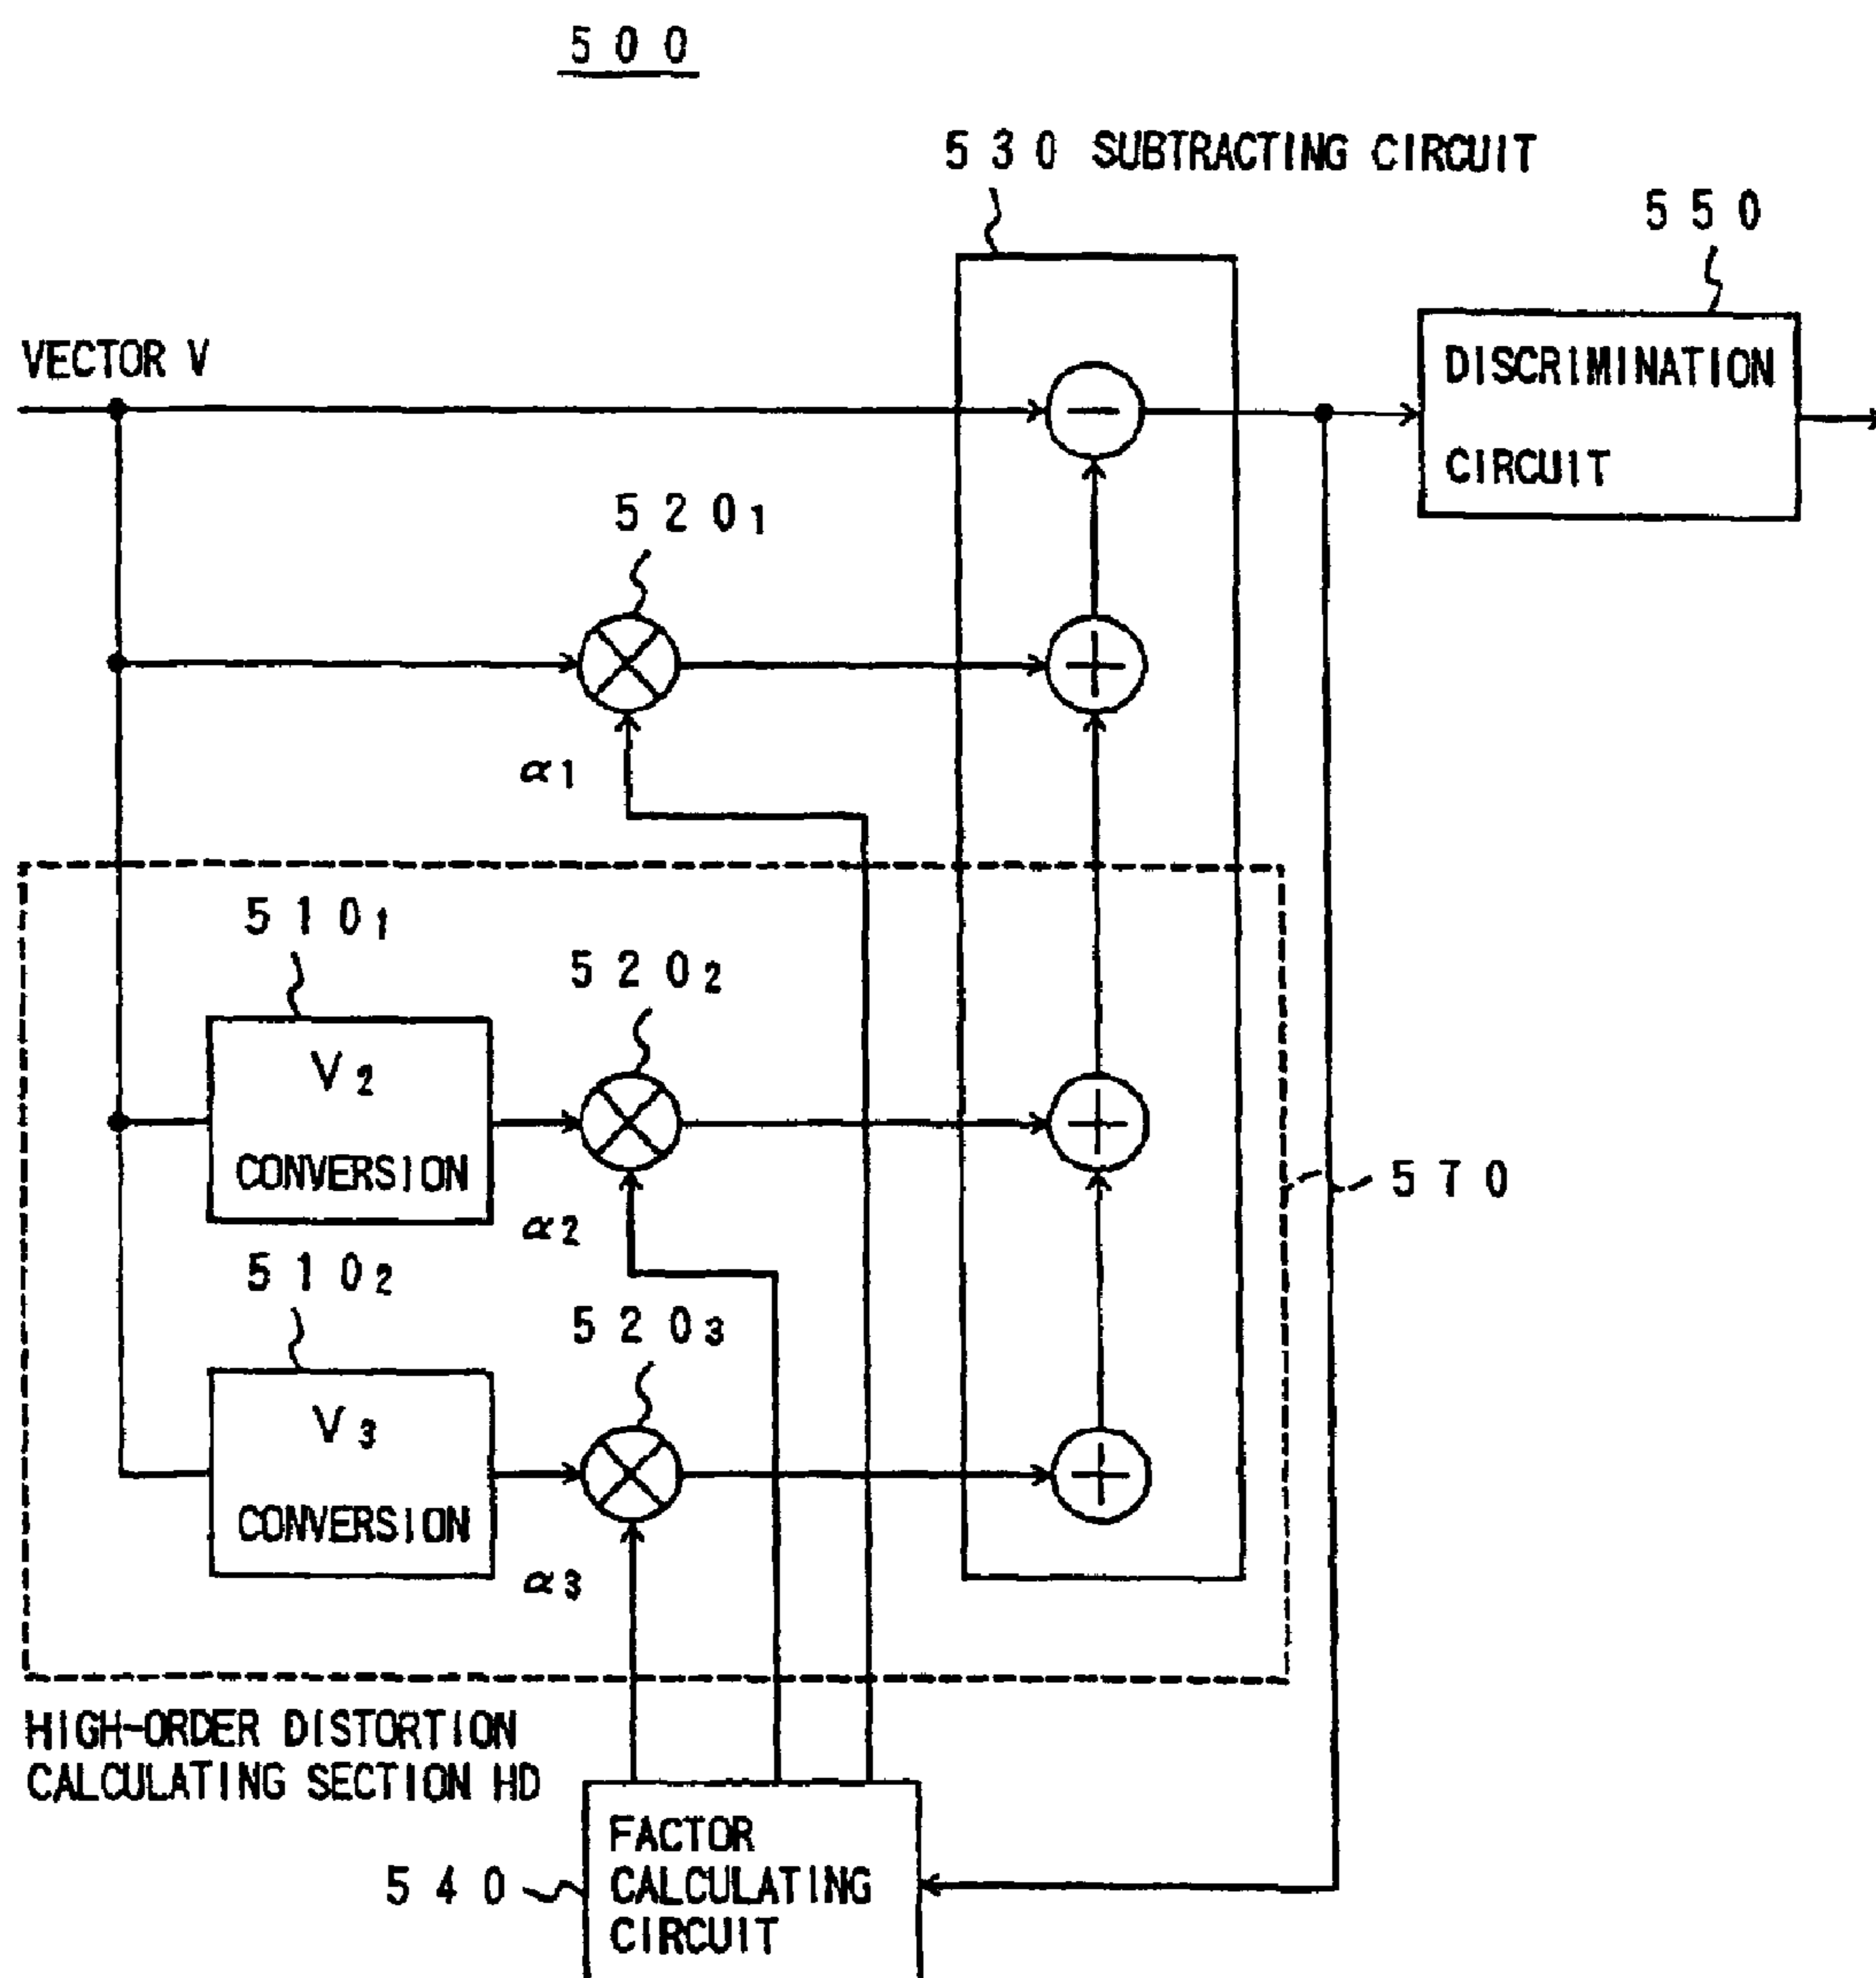 500
530 SUBTRACTING CIRCUIT
550
VECTOR V
DISCRIMINATION
CIRCUIT
520₁
α1
510₁
520₂
V2
CONVERSION
570
α2
510₂
520₃
V3
CONVERSION
α3
HIGH-ORDER DISTORTION
CALCULATING SECTION HD
FACTOR
540 CALCULATING
CIRCUIT